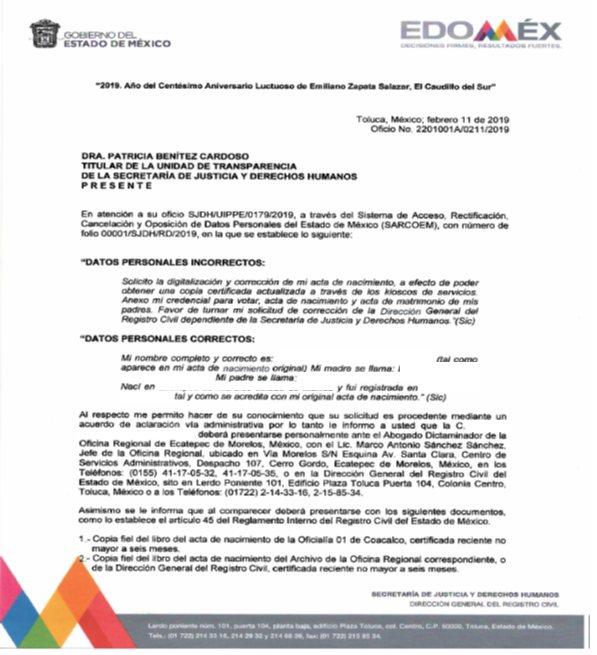 GOBIERNO DEL
ESTADO DE MÉXICO
EDOMÉX
DECISIONES FIRMES, RESULTADOS FUERTES.
"2019. Año del Centésimo Aniversario Luctuoso de Emiliano Zapata Salazar, El Caudillo del Sur"
Toluca, México; febrero 11 de 2019
Oficio No. 2201001A/0211/2019
DRA. PATRICIA BENÍTEZ CARDOSO
TITULAR DE LA UNIDAD DE TRANSPARENCIA
DE LA SECRETARÍA DE JUSTICIA Y DERECHOS HUMANOS
P R E S E N T E
En atención a su oficio SJDH/UIPPE/0179/2019, a través del Sistema de Acceso, Rectificación,
Cancelación y Oposición de Datos Personales del Estado de México (SARCOEM), con número de
folio 00001/SJDH/RD/2019, en la que se establece lo siguiente:
"DATOS PERSONALES INCORRECTOS:
Solicito la digitalización y corrección de mi acta de nacimiento, a efecto de poder
obtener una copia certificada actualizada a través de los kioscos de servicios.
Anexo mi credencial para votar, acta de nacimiento y acta de matrimonio de mis
padres. Favor de turnar mi solicitud de corrección de la Dirección General del
Registro Civil dependiente de la Secretaría de Justicia y Derechos Humanos."(Sic)
"DATOS PERSONALES CORRECTOS:
Mi nombre completo y correcto es: (tal como
aparece en mi acta de nacimiento original) Mi madre se llama:
Mi padre se llama:
Nací en y fui registrada en
tal y como se acredita con mi original acta de nacimiento." (Sic)
Al respecto me permito hacer de su conocimiento que su solicitud es procedente mediante un
acuerdo de aclaración vía administrativa por lo tanto le informo a usted que la C.
deberá presentarse personalmente ante el Abogado Dictaminador de la
Oficina Regional de Ecatepec de Morelos, México, con el Lic. Marco Antonio Sánchez Sánchez,
Jefe de la Oficina Regional, ubicado en Vía Morelos S/N Esquina Av. Santa Clara, Centro de
Servicios Administrativos, Despacho 107, Cerro Gordo, Ecatepec de Morelos, México, en los
Teléfonos: (0155) 41-17-05-32, 41-17-05-35, o en la Dirección General del Registro Civil del
Estado de México, sito en Lerdo Poniente 101, Edificio Plaza Toluca Puerta 104, Colonia Centro,
Toluca, México o a los Teléfonos: (01722) 2-14-33-16, 2-15-85-34.
Asimismo se le informa que al comparecer deberá presentarse con los siguientes documentos,
como lo establece el artículo 45 del Reglamento Interno del Registro Civil del Estado de México.
1.- Copia fiel del libro del acta de nacimiento de la Oficialía 01 de Coacalco, certificada reciente no
mayor a seis meses.
2.- Copia fiel del libro del acta de nacimiento del Archivo de la Oficina Regional correspondiente, o
de la Dirección General del Registro Civil, certificada reciente no mayor a seis meses.
SECRETARÍA DE JUSTICIA Y DERECHOS HUMANOS
DIRECCIÓN GENERAL DEL REGISTRO CIVIL
Lerdo poniente núm. 101, puerta 104, planta baja, edificio Plaza Toluca, col. Centro, C.P. 50000, Toluca, Estado de México.
Tels.: (01 722) 214 33 16, 214 29 32 y 214 66 39, fax: (01 722) 215 85 34.